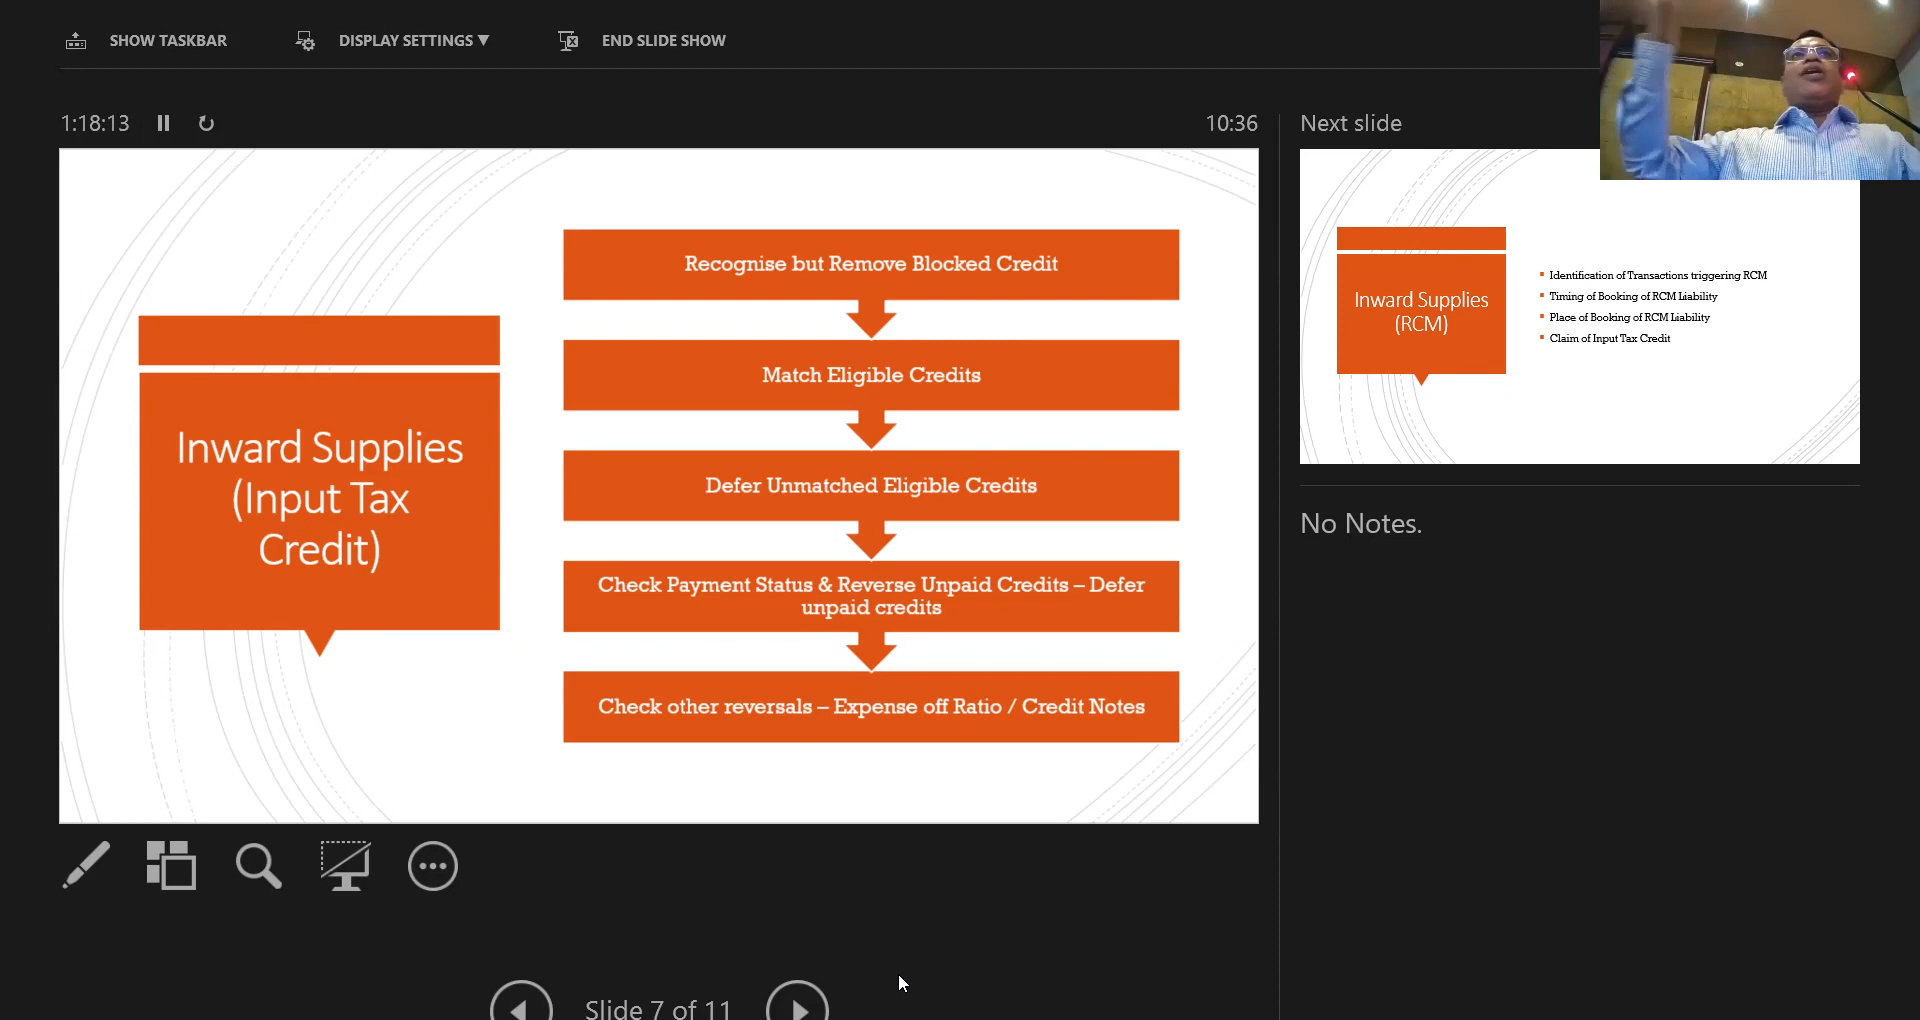 SHOW TASKBAR
DISPLAY SETTINGS ▼
END SLIDE SHOW
1:18:13
10:36
Inward Supplies
(Input Tax
Credit)
Recognise but Remove Blocked Credit
Match Eligible Credits
Defer Unmatched Eligible Credits
Check Payment Status & Reverse Unpaid Credits – Defer
unpaid credits
Check other reversals – Expense off Ratio / Credit Notes
Slide 7 of 11
Next slide
Inward Supplies
(RCM)
Identification of Transactions triggering RCM
Timing of Booking of RCM Liability
Place of Booking of RCM Liability
Claim of Input Tax Credit
No Notes.